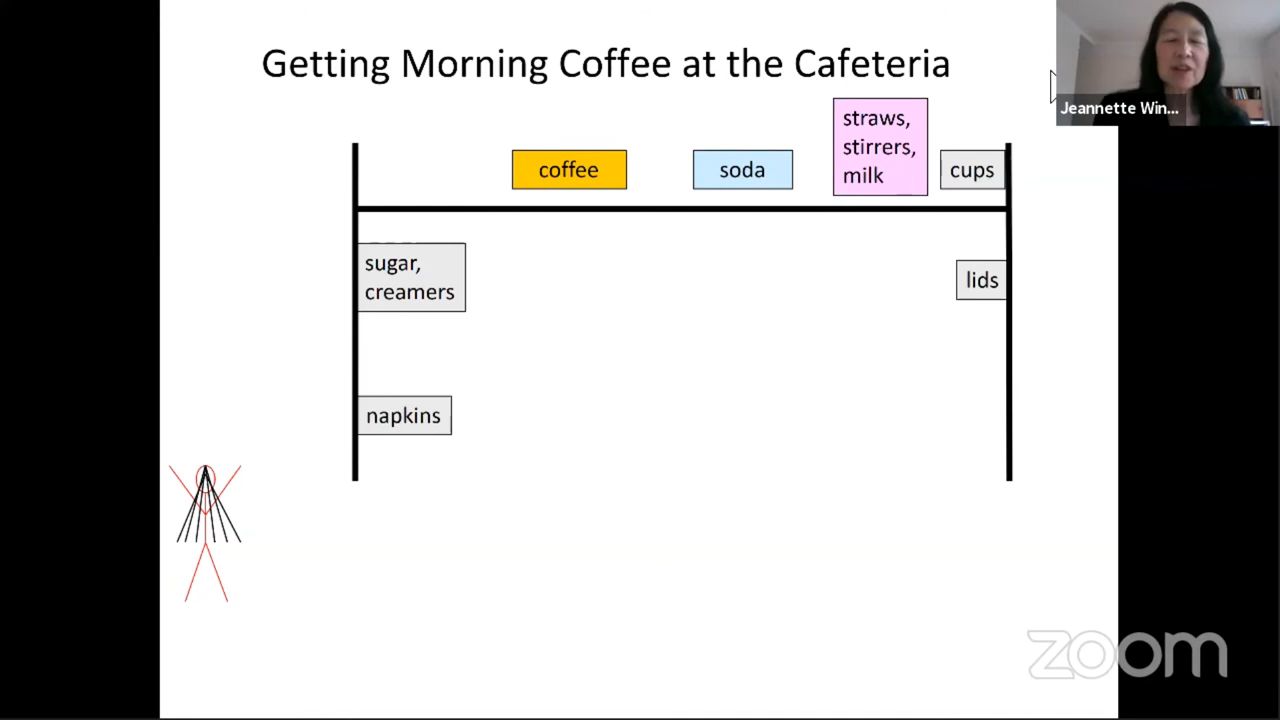 Getting Morning Coffee at the Cafeteria
Jeannette Win...
straws,
stirrers,
milk
coffee
soda
cups
sugar,
creamers
lids
napkins
zoom